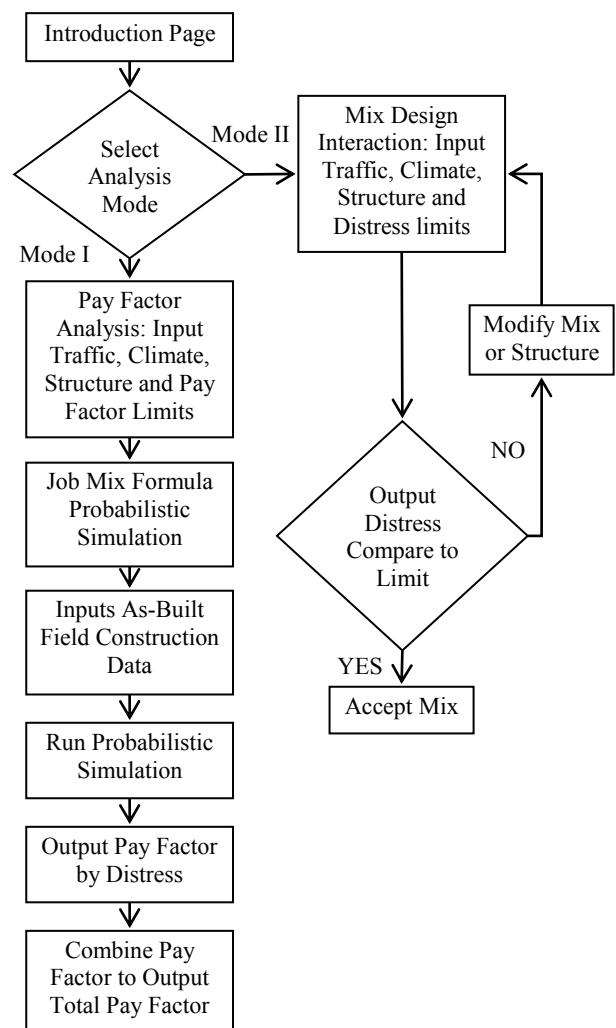 Introduction Page
Select
Analysis
Mode
Mode II
Mode I
Mix Design
Interaction: Input
Traffic, Climate,
Structure and
Distress limits
Pay Factor
Analysis: Input
Traffic, Climate,
Structure and Pay
Factor Limits
Job Mix Formula
Probabilistic
Simulation
Inputs As-Built
Field Construction
Data
Run Probabilistic
Simulation
Output Pay Factor
by Distress
Combine Pay
Factor to Output
Total Pay Factor
Modify Mix
or Structure
NO
Output
Distress
Compare to
Limit
YES
Accept Mix